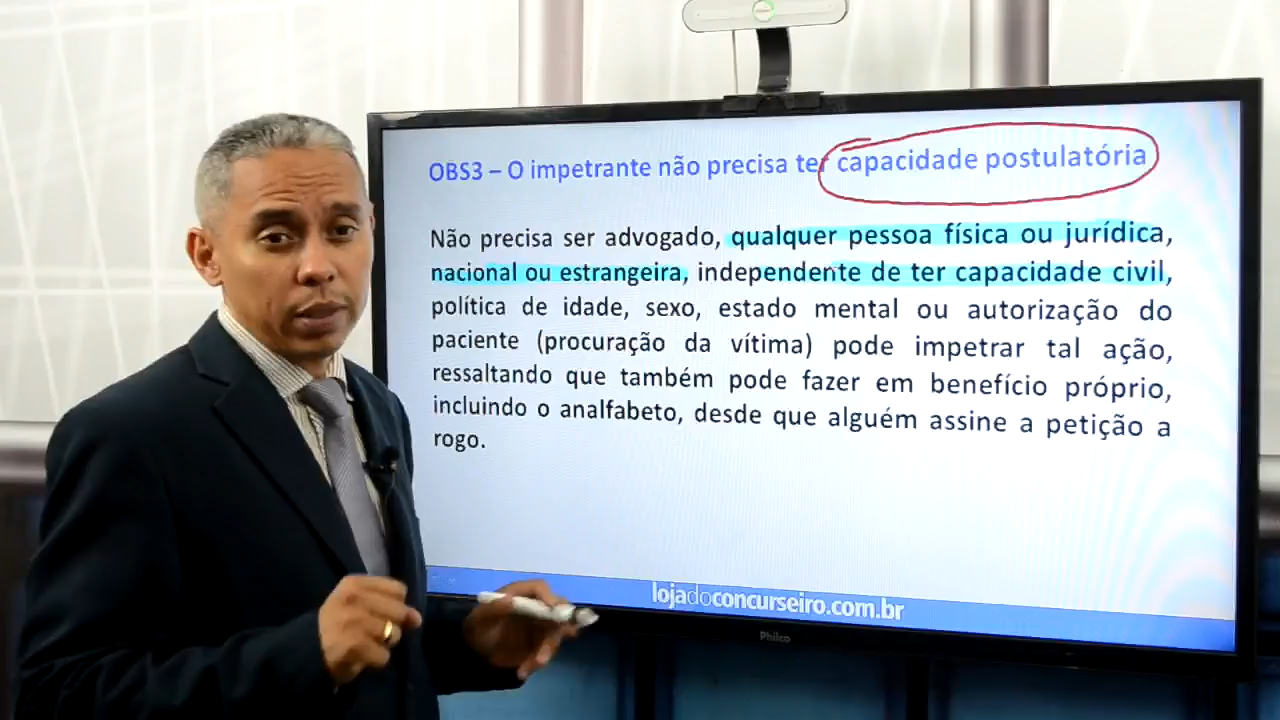 OBS3 – O impetrante não precisa ter capacidade postulatória
Não precisa ser advogado, qualquer pessoa física ou jurídica,
nacional ou estrangeira, independente de ter capacidade civil,
política de idade, sexo, estado mental ou autorização do
paciente (procuração da vítima) pode impetrar tal ação,
ressaltando que também pode fazer em benefício próprio,
incluindo o analfabeto, desde que alguém assine a petição a
rogo.
lojadoconcurseiro.com.br
Philco